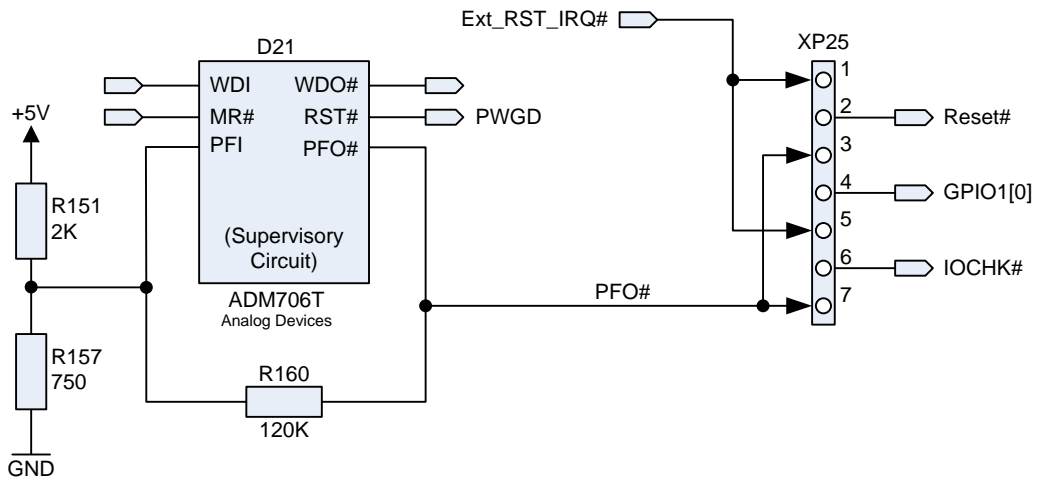 Ext_RST_IRQ#
D21
XP25
WDI
WDO#
MR#
RST#
PWGD
PFI
PFO#
+5V
R151
2K
(Supervisory
Circuit)
ADM706T
Analog Devices
R157
750
R160
120K
GND
PFO#
1
2
Reset#
3
4
GPIO1[0]
5
6
IOCHK#
7